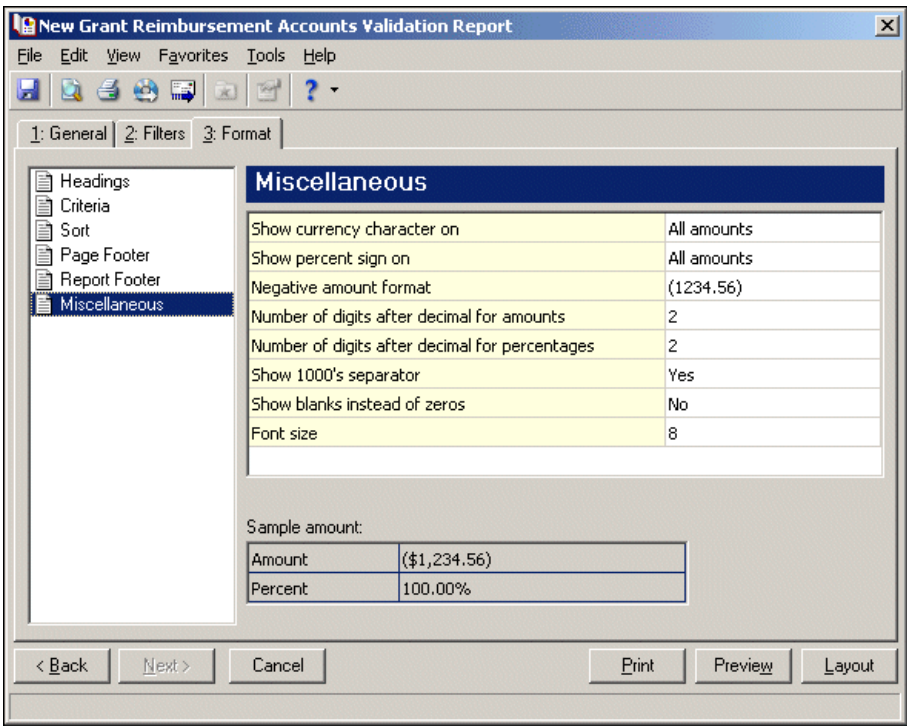 New Grant Reimbursement Accounts Validation Report
File Edit View Favorites Tools Help
1: General 2: Filters 3: Format
Headings
Criteria
Sort
Page Footer
Report Footer
Miscellaneous
Miscellaneous
Show currency character on All amounts
Show percent sign on All amounts
Negative amount format (1234.56)
Number of digits after decimal for amounts 2
Number of digits after decimal for percentages 2
Show 1000's separator Yes
Show blanks instead of zeros No
Font size 8
Sample amount:
Amount ($1,234.56)
Percent 100.00%
< Back Next > Cancel Print Preview Layout